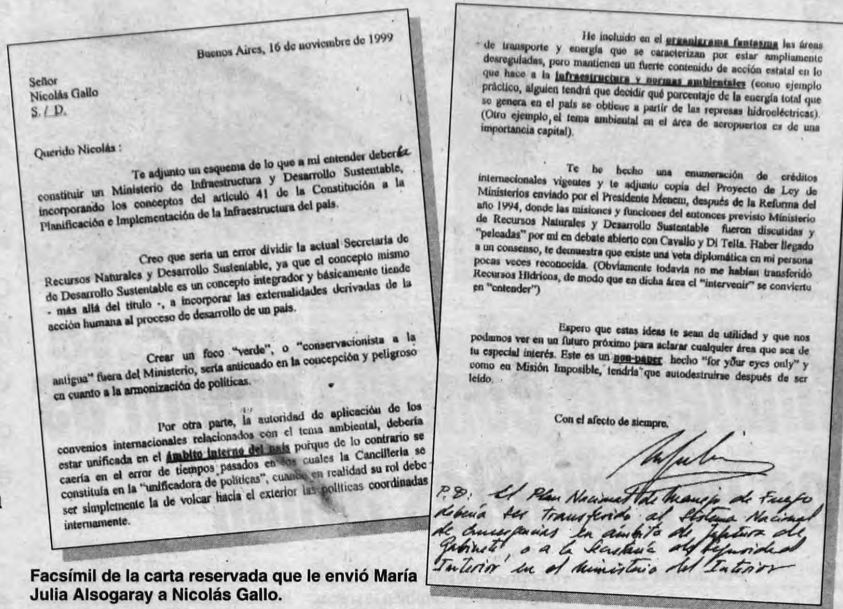 Buenos Aires, 16 de noviembre de 1999
Señor
Nicolás Gallo
S. / D.
Querido Nicolás :
Te adjunto un esquema de lo que a mi entender debería
constituir un Ministerio de Infraestructura y Desarrollo Sustentable,
incorporando los conceptos del artículo 41 de la Constitución a la
Planificación e Implementación de la Infraestructura del país.
Creo que sería un error dividir la actual Secretaría de
Recursos Naturales y Desarrollo Sustentable, ya que el concepto mismo
de Desarrollo Sustentable es un concepto integrador y básicamente tiende
- más allá del título -, a incorporar las externalidades derivadas de la
acción humana al proceso de desarrollo de un país.
Crear un foco "verde", o "conservacionista a la
antigua" fuera del Ministerio, sería anticuado en la concepción y peligroso
en cuanto a la armonización de políticas.
Por otra parte, la autoridad de aplicación de los
convenios internacionales relacionados con el tema ambiental, debería
estar unificada en el ámbito interno del país porque de lo contrario se
caería en el error de tiempos pasados en los cuales la Cancillería se
constituía en la "unificadora de políticas", cuando en realidad su rol debe
ser simplemente la de volcar hacia el exterior las políticas coordinadas
internamente.
He incluido en el organigrama fantasma las áreas
de transporte y energía que se caracterizan por estar ampliamente
desreguladas, pero mantienen un fuerte contenido de acción estatal en lo
que hace a la infraestructura y normas ambientales (como ejemplo
práctico, alguien tendrá que decidir qué porcentaje de la energía total que
se genera en el país se obtiene a partir de las represas hidroeléctricas).
(Otro ejemplo, el tema ambiental en el área de aeropuertos es de una
importancia capital).
Te he hecho una enumeración de créditos
internacionales vigentes y te adjunto copia del Proyecto de Ley de
Ministerios enviado por el Presidente Menem, después de la Reforma del
año 1994, donde las misiones y funciones del entonces previsto Ministerio
de Recursos Naturales y Desarrollo Sustentable fueron discutidas y
"peleadas" por mí en debate abierto con Cavallo y Di Tella. Haber llegado
a un consenso, te demuestra que existe una veta diplomática en mi persona
pocas veces reconocida. (Obviamente todavía no me habían transferido
Recursos Hídricos, de modo que en dicha área el "intervenir" se convierte
en "entender")
Espero que estas ideas te sean de utilidad y que nos
podamos ver en un futuro próximo para aclarar cualquier área que sea de
tu especial interés. Este es un non-paper hecho "for your eyes only" y
como en Misión Imposible, tendría que autodestruirse después de ser
leído.
Con el afecto de siempre,
P.D: El Plan Nacional de Manejo de Fuego
debería ser transferido al Sistema Nacional
de Emergencias en ámbito de Jefatura de
Gabinete, o a la Secretaría de Seguridad
Interior en el Ministerio del Interior
Facsímil de la carta reservada que le envió María
Julia Alsogaray a Nicolás Gallo.